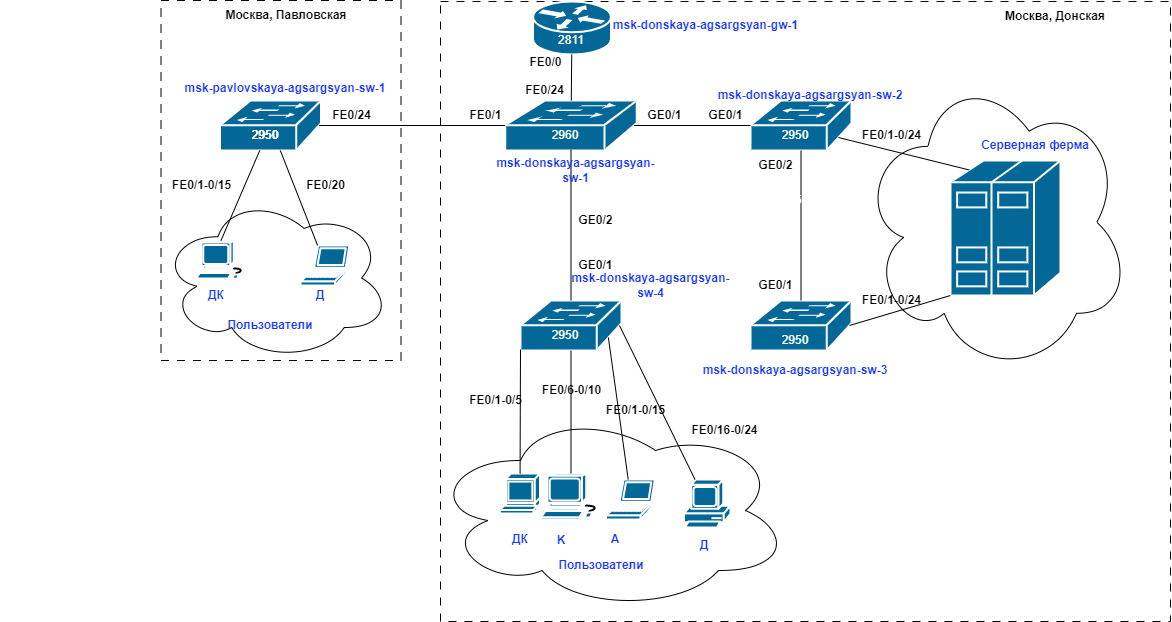 Москва, Павловская
msk-pavlovskaya-agsargsyan-sw-1
2950
FE0/24
FE0/1-0/15
FE0/20
ДК
Д
Пользователи
Москва, Донская
msk-donskaya-agsargsyan-gw-1
2811
FE0/0
FE0/24
FE0/1
2960
GE0/1
msk-donskaya-agsargsyan-
sw-1
GE0/1
msk-donskaya-agsargsyan-sw-2
2950
FE0/1-0/24
GE0/2
Серверная ферма
GE0/2
GE0/1
msk-donskaya-agsargsyan-
sw-4
2950
GE0/1
FE0/1-0/24
2950
msk-donskaya-agsargsyan-sw-3
FE0/1-0/5
FE0/6-0/10
FE0/1-0/15
FE0/16-0/24
ДК
К
А
Д
Пользователи